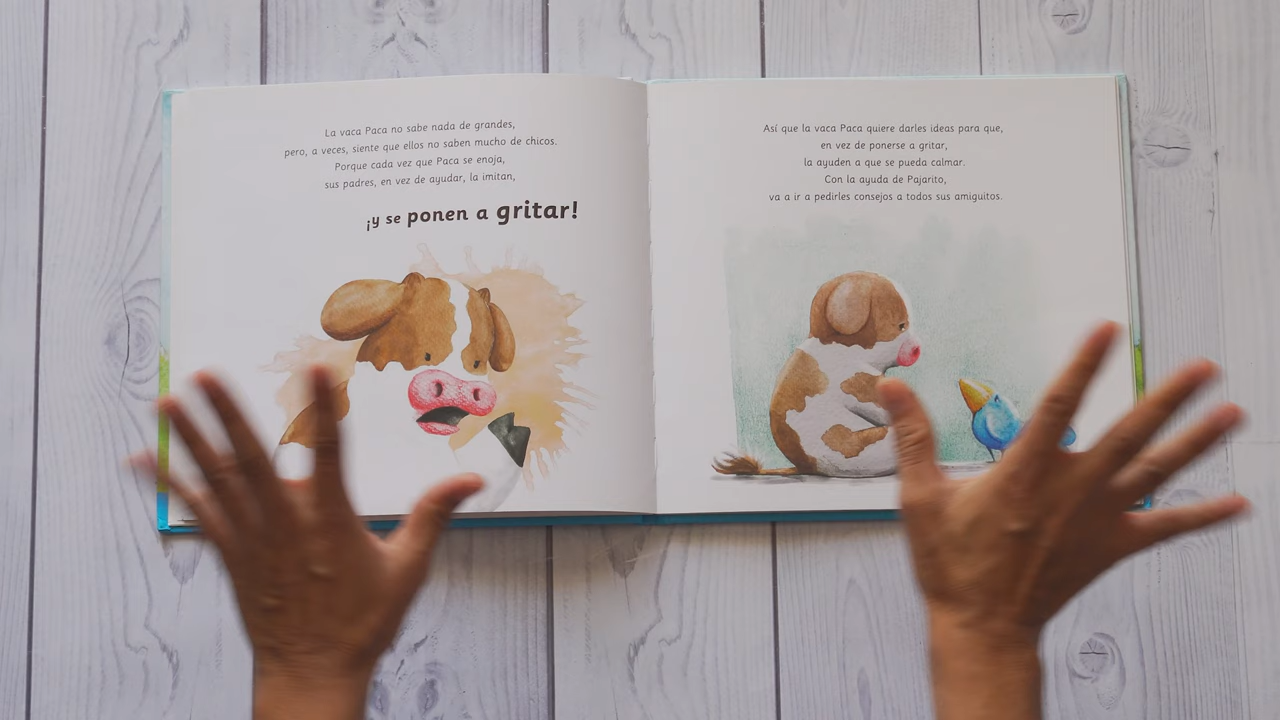 La vaca Paca no sabe nada de grandes,
pero, a veces, siente que ellos no saben mucho de chicos.
Porque cada vez que Paca se enoja,
sus padres, en vez de ayudar, la imitan,
¡y se ponen a gritar!
Así que la vaca Paca quiere darles ideas para que,
en vez de ponerse a gritar,
la ayuden a que se pueda calmar.
Con la ayuda de Pajarito,
va a ir a pedirles consejos a todos sus amiguitos.